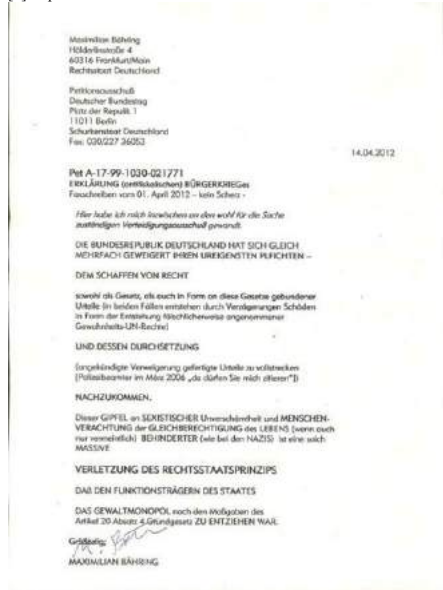 Maximilian Bähring
Hölderlinstraße 4
60316 Frankfurt/Main
Rechtsstaat Deutschland
Petitionsausschuß
Deutscher Bundestag
Platz der Republik 1
11011 Berlin
Schurkenstaat Deutschland
Fax: 030/227 36053
14.04.2012
Pet A-17-99-1030-021771
ERKLÄRUNG (antifiskalischen) BÜRGERKRIEGes
Faxschreiben vom 01. April 2012 – kein Scherz -
Hier habe ich mich inzwischen an den wohl für die Sache
zuständigen Verteidigungsausschuß gewandt.
DIE BUNDESREPUBLIK DEUTSCHLAND HAT SICH GLEICH
MEHRFACH GEWEIGERT IHREN UREIGENSTEN PLFICHTEN –
DEM SCHAFFEN VON RECHT
sowohl als Gesetz, als auch in Form an diese Gesetze gebundener
Urteile (in beiden Fällen entstehen durch Verzögerungen Schäden
in Form der Entstehung fälschlicherweise angenommener
Gewohnheits-UN-Rechte)
UND DESSEN DURCHSETZUNG
(angekündigte Verweigerung gefertigte Urteile zu vollstrecken
[Polizeibeamter im März 2006 „da dürfen Sie mich zitieren"])
NACHZUKOMMEN.
Dieser GIPFEL an SEXISTISCHER Unverschämtheit und MENSCHEN-
VERACHTUNG der GLEICHBERECHTIGUNG des LEBENS (wenn auch
nur vermeintlich) BEHINDERTER (wie bei den NAZIS) ist eine solch
MASSIVE
VERLETZUNG DES RECHTSSTAATSPRINZIPS
DAß DEN FUNKTIONSTRÄGERN DES STAATES
DAS GEWALTMONOPOL nach den Maßgaben des
Artikel 20 Absatz 4 Grundgesetz ZU ENTZIEHEN WAR.
MAXIMILIAN BÄHRING